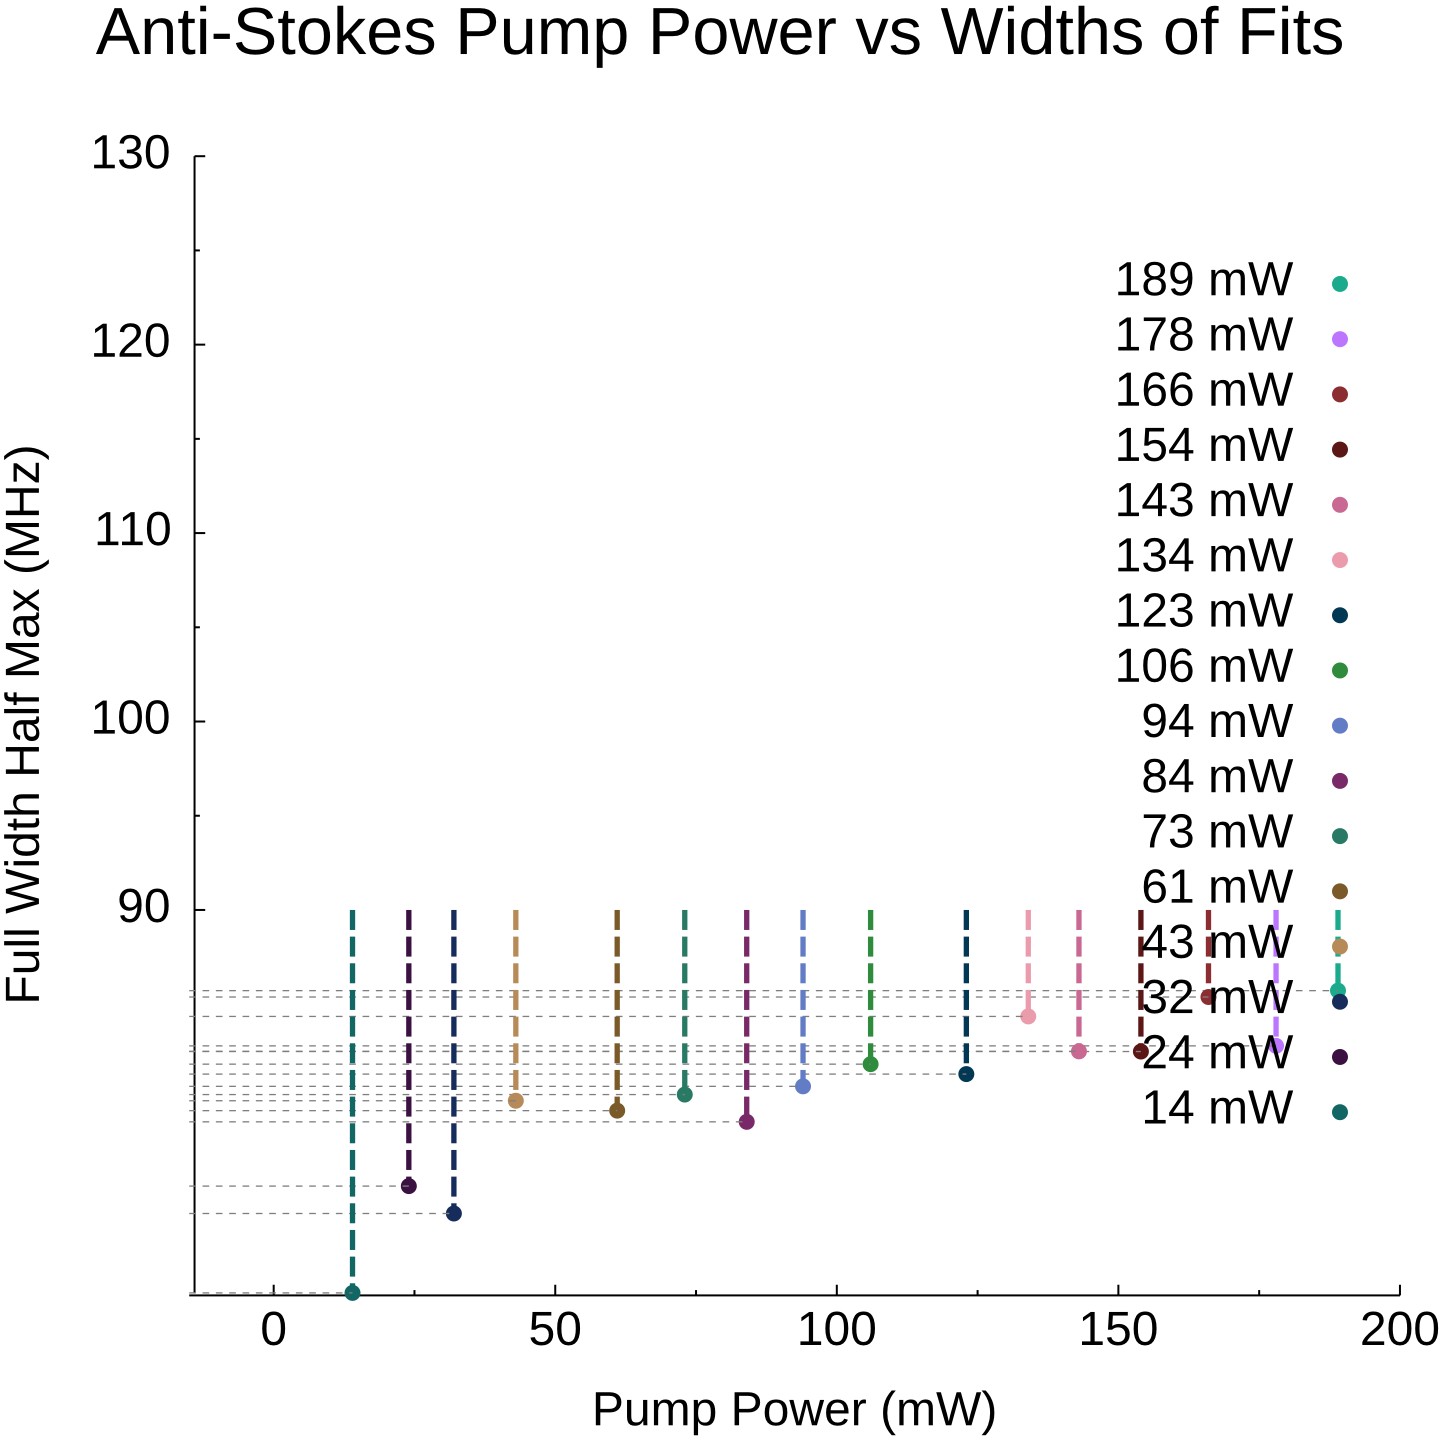 Anti-Stokes Pump Power vs Widths of Fits
130
120
110
100
90
Full Width Half Max (MHz)
189 mW
178 mW
166 mW
154 mW
143 mW
134 mW
123 mW
106 mW
94 mW
84 mW
73 mW
61 mW
43 mW
32 mW
24 mW
14 mW
0 50 100 150 200
Pump Power (mW)